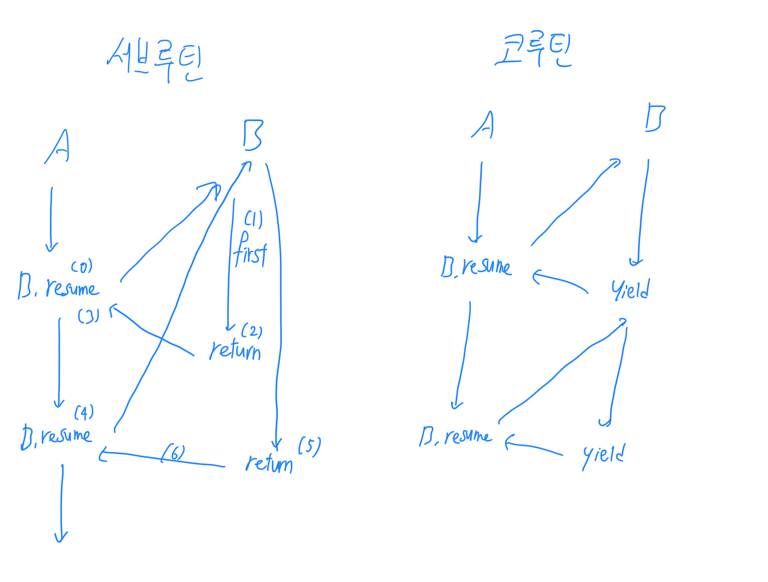 서브루틴
A
B
(0)
B.resume
(3)
(1)
first
(2)
return
(4)
B.resume
(6)
return (5)
코루틴
A
B
B.resume
yield
B.resume
yield